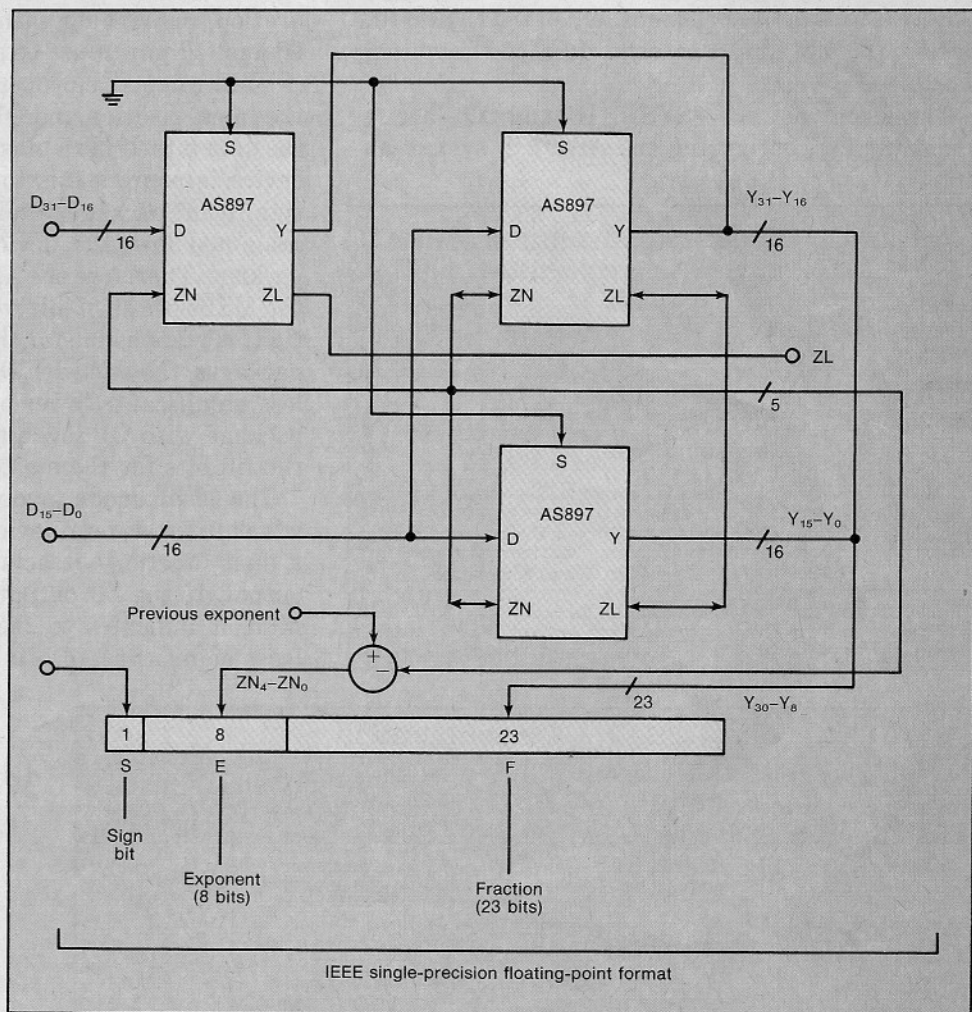 S
S
AS897
AS897
D₃₁–D₁₆
16
D
Y
ZN
ZL
D
Y
ZN
ZL
Y₃₁–Y₁₆
16
ZL
5
S
AS897
D₁₅–D₀
16
D
Y
ZN
ZL
Y₁₅–Y₀
16
Previous exponent
+
−
ZN₄–ZN₀
23
Y₃₀–Y₈
1
8
23
S
E
F
Sign
bit
Exponent
(8 bits)
Fraction
(23 bits)
IEEE single-precision floating-point format